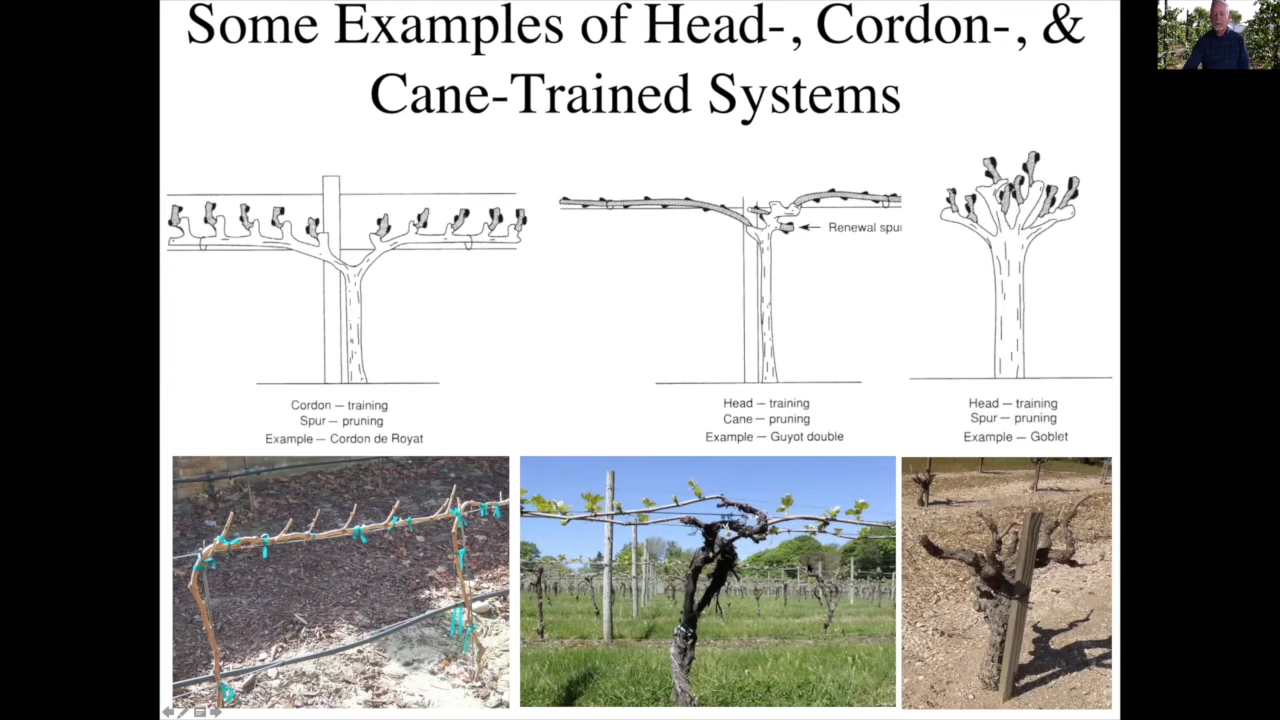 Some Examples of Head-, Cordon-, &
Cane-Trained Systems
Renewal spur
Cordon — training
Spur — pruning
Example — Cordon de Royat
Head — training
Cane — pruning
Example — Guyot double
Head — training
Spur — pruning
Example — Goblet